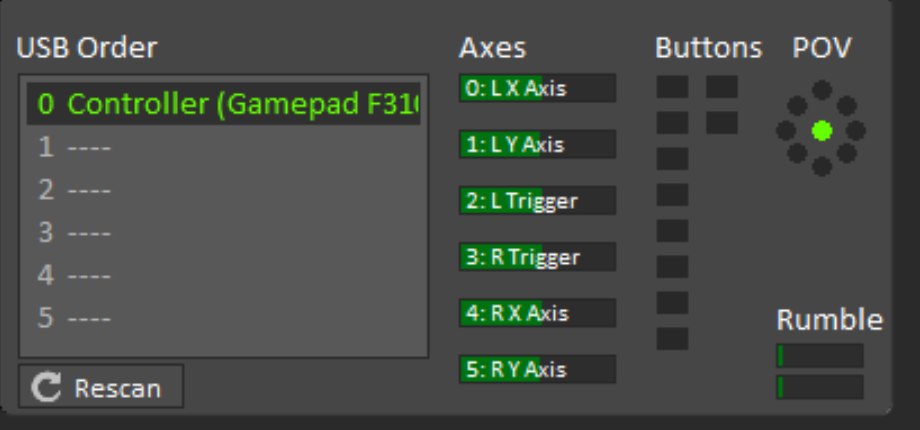 USB Order
0 Controller (Gamepad F31
1 ----
2 ----
3 ----
4 ----
5 ----
Rescan
Axes
0: L X Axis
1: L Y Axis
2: L Trigger
3: R Trigger
4: R X Axis
5: R Y Axis
Buttons
POV
Rumble